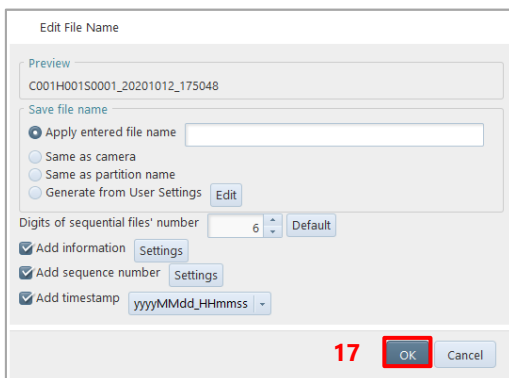 Edit File Name
Preview
C001H001S0001_20201012_175048
Save file name
Apply entered file name
Same as camera
Same as partition name
Generate from User Settings Edit
Digits of sequential files' number 6 Default
Add information Settings
Add sequence number Settings
Add timestamp yyyyMMdd_HHmmss
17 OK Cancel